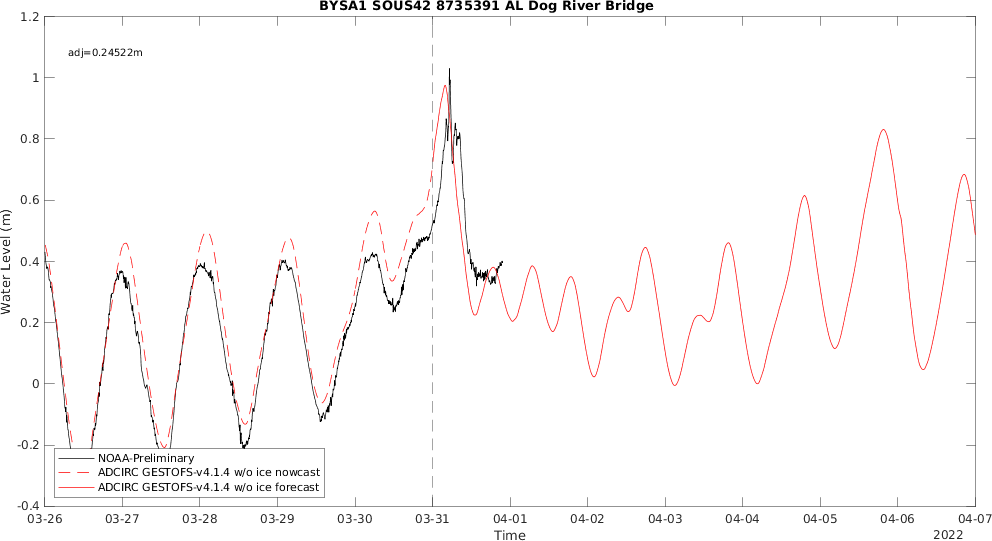 BYSA1 SOUS42 8735391 AL Dog River Bridge
adj=0.24522m
Water Level (m)
1.2
1
0.8
0.6
0.4
0.2
0
-0.2
-0.4
NOAA-Preliminary
ADCIRC GESTOFS-v4.1.4 w/o ice nowcast
ADCIRC GESTOFS-v4.1.4 w/o ice forecast
03-26 03-27 03-28 03-29 03-30 03-31 04-01 04-02 04-03 04-04 04-05 04-06 04-07
Time
2022